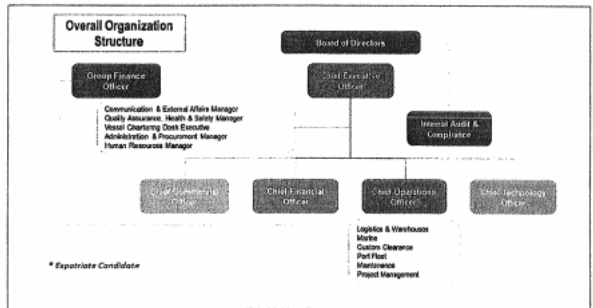 Overall Organization
Structure
Board of Directors
Group Finance
Officer
Chief Executive
Officer
Communication & External Affairs Manager
Quality Assurance, Health & Safety Manager
Vessel Chartering Desk Executive
Administration & Procurement Manager
Human Resources Manager
Internal Audit &
Compliance
Chief Commercial
Officer
Chief Financial
Officer
Chief Operations
Officer
Chief Technology
Officer
Logistics & Warehouses
Marine
Custom Clearance
Port Fleet
Maintenance
Project Management
* Expatriate Candidate